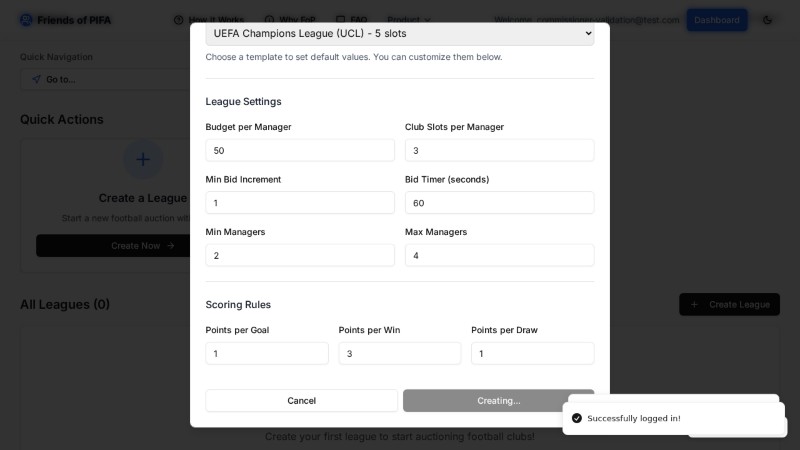 Friends of PIFA
How it Works
Why FoP
FAQ
Product
Welcome,
Dashboard
Quick Navigation
Go to...
Quick Actions
Create a League
Start a new football auction
Create Now
All Leagues (0)
Create League
Create your first league to start auctioning football clubs!
UEFA Champions League (UCL) - 5 slots
Choose a template to set default values. You can customize them below.
League Settings
Budget per Manager
Club Slots per Manager
50
3
Min Bid Increment
Bid Timer (seconds)
1
60
Min Managers
Max Managers
2
4
Scoring Rules
Points per Goal
Points per Win
Points per Draw
1
3
1
Cancel
Creating...
Successfully logged in!